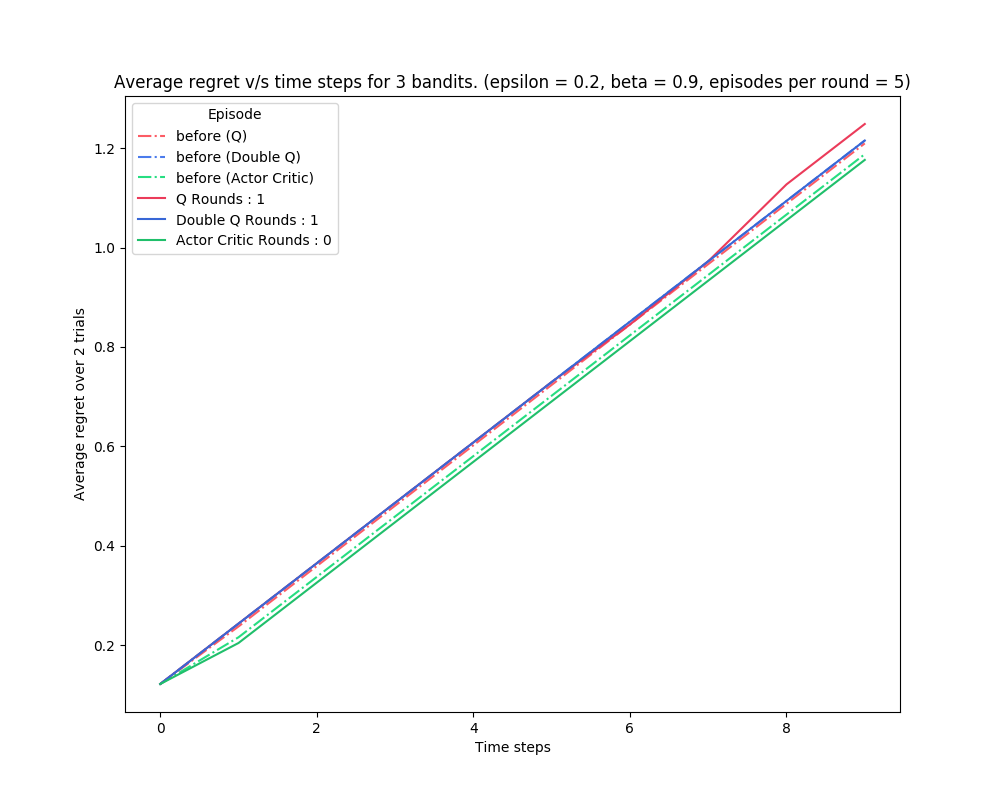 Average regret v/s time steps for 3 bandits. (epsilon = 0.2, beta = 0.9, episodes per round = 5)
Episode
before (Q)
before (Double Q)
before (Actor Critic)
Q Rounds : 1
Double Q Rounds : 1
Actor Critic Rounds : 0
Average regret over 2 trials
1.2
1.0
0.8
0.6
0.4
0.2
0 2 4 6 8
Time steps